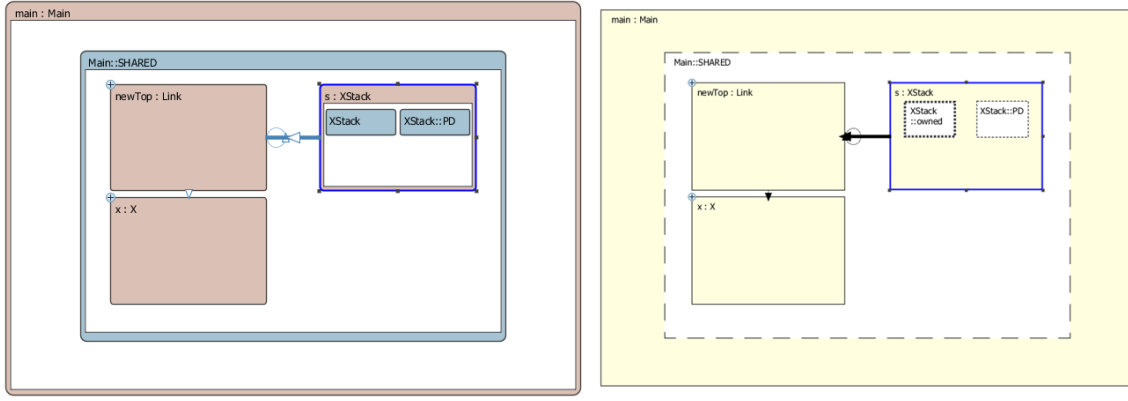 main : Main
Main::SHARED
newTop : Link
s : XStack
XStack
XStack::PD
x : X
main : Main
Main::SHARED
newTop : Link
s : XStack
XStack
::owned
XStack::PD
x : X